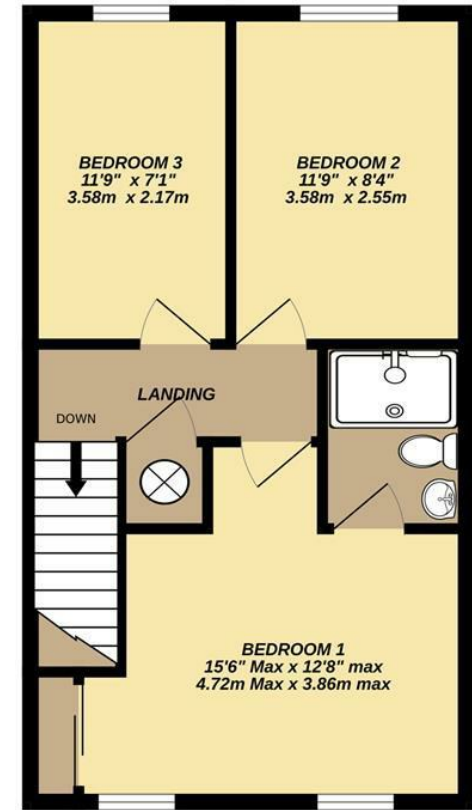 BEDROOM 3
11'9" x 7'1"
3.58m x 2.17m
BEDROOM 2
11'9" x 8'4"
3.58m x 2.55m
LANDING
DOWN
BEDROOM 1
15'6" Max x 12'8" max
4.72m Max x 3.86m max